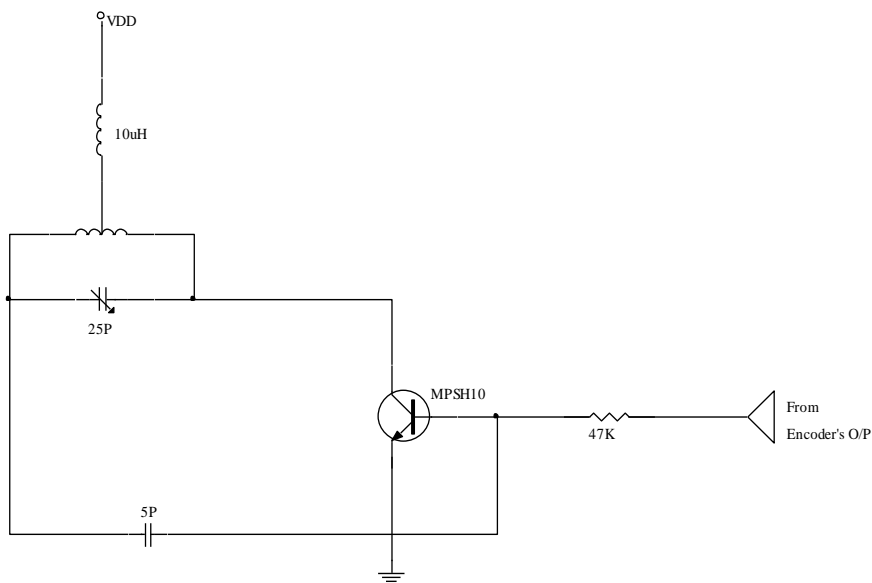 VDD
10uH
25P
MPSH10
From
47K
Encoder's O/P
5P